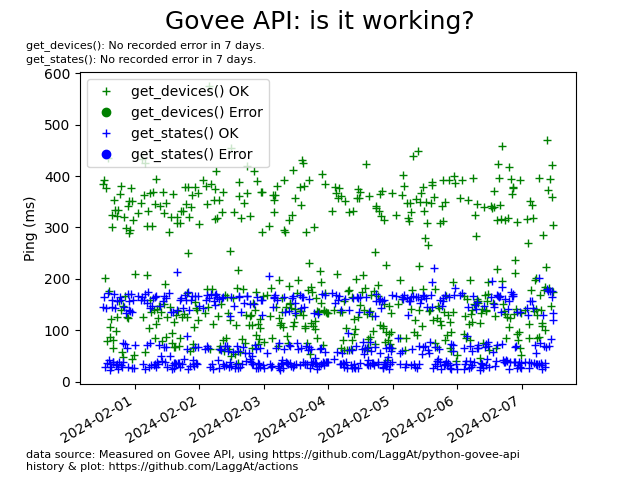 Govee API: is it working?
get_devices(): No recorded error in 7 days.
get_states(): No recorded error in 7 days.
600
500
400
300
200
100
0
Ping (ms)
get_devices() OK
get_devices() Error
get_states() OK
get_states() Error
2024-02-01
2024-02-02
2024-02-03
2024-02-04
2024-02-05
2024-02-06
2024-02-07
data source: Measured on Govee API, using https://github.com/LaggAt/python-govee-api
history & plot: https://github.com/LaggAt/actions